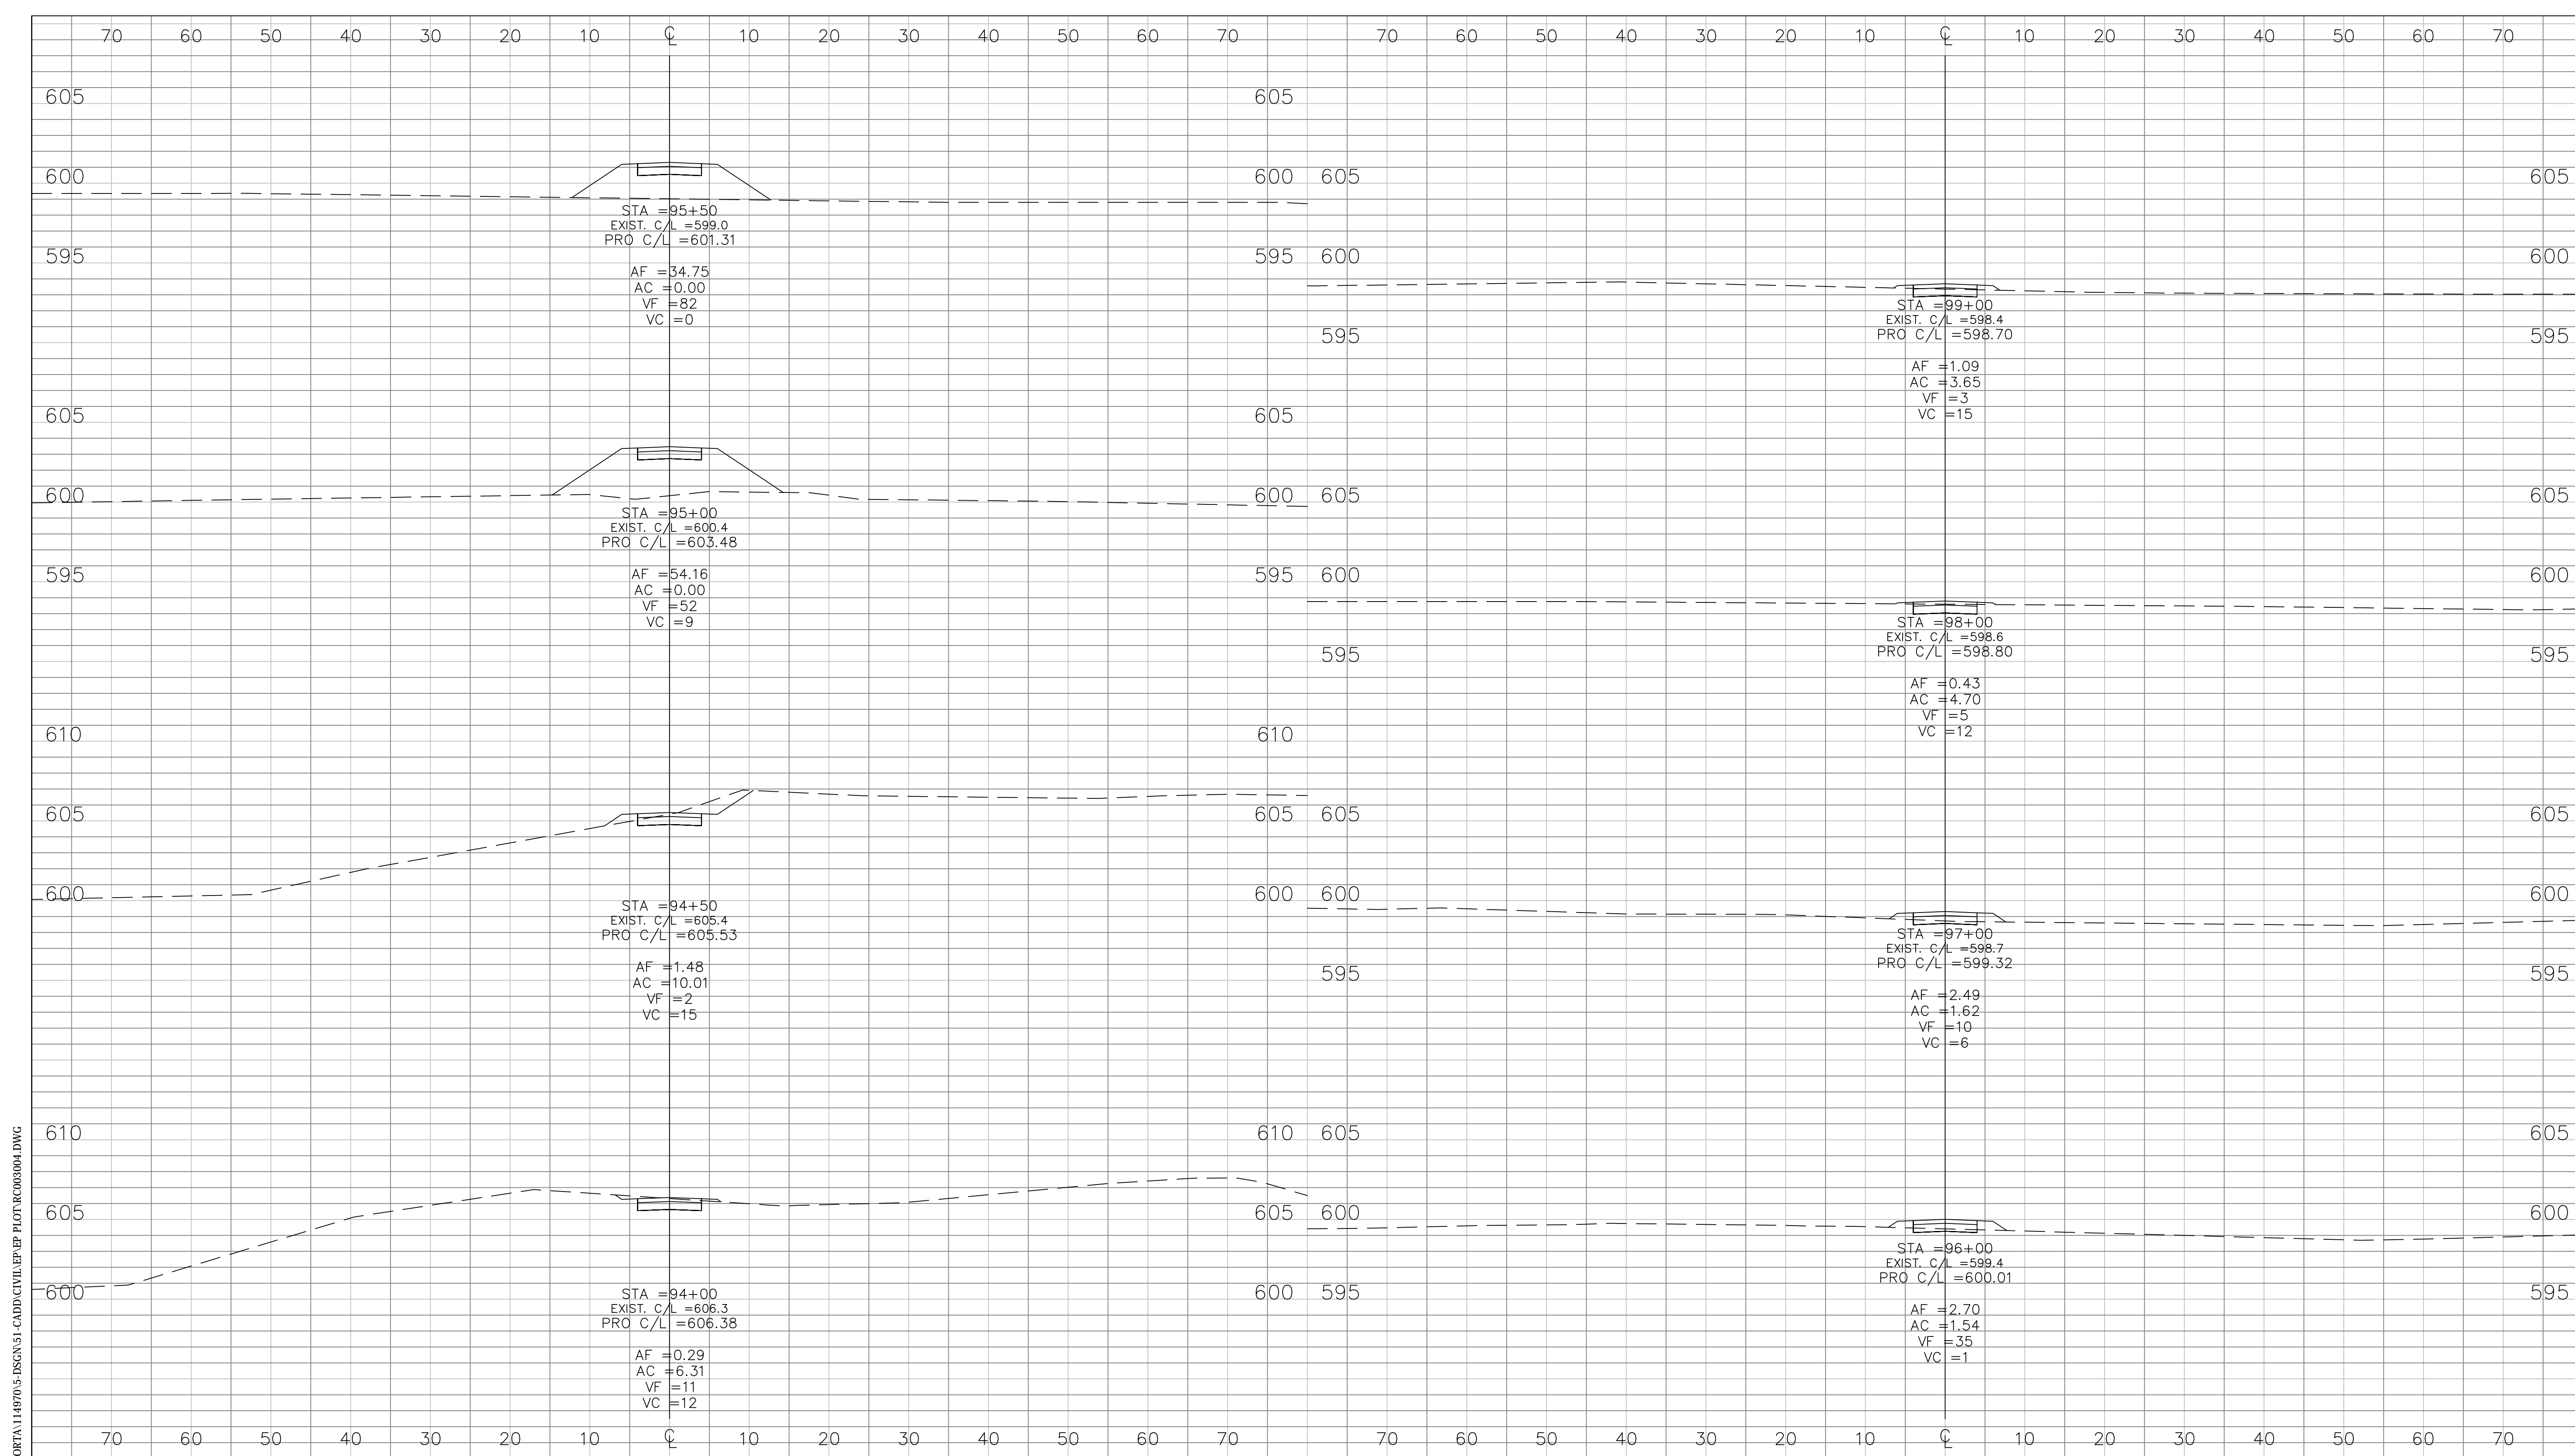 70 60 50 40 30 20 10 ℄ 10 20 30 40 50 60 70 70 60 50 40 30 20 10 ℄ 10 20 30 40 50 60 70
605 605
600 600 605 605
STA =95+50
EXIST. C/L =599.0
PRO C/L =601.31
595 595 600 600
AF =34.75
AC =0.00
VF =82
VC =0
STA =99+00
EXIST. C/L =598.4
PRO C/L =598.70
595 595
AF =1.09
AC =3.65
VF =3
VC =15
605 605
600 600 605 605
STA =95+00
EXIST. C/L =600.4
PRO C/L =603.48
595 595 600 600
AF =54.16
AC =0.00
VF =52
VC =9
STA =98+00
EXIST. C/L =598.6
PRO C/L =598.80
595 595
AF =0.43
AC =4.70
VF =5
VC =12
610 610
605 605 605 605
600 600 600 600
STA =94+50
EXIST. C/L =605.4
PRO C/L =605.53
AF =1.48
AC =10.01
VF =2
VC =15
STA =97+00
EXIST. C/L =598.7
PRO C/L =599.32
595 595
AF =2.49
AC =1.62
VF =10
VC =6
610 610 605 605
605 605 600 600
STA =96+00
EXIST. C/L =599.4
PRO C/L =600.01
600 600 595 595
STA =94+00
EXIST. C/L =606.3
PRO C/L =606.38
AF =0.29
AC =6.31
VF =11
VC =12
AF =2.70
AC =1.54
VF =35
VC =1
70 60 50 40 30 20 10 ℄ 10 20 30 40 50 60 70 70 60 50 40 30 20 10 ℄ 10 20 30 40 50 60 70
ORTA\114970\5-DSGN\51-CADD\CIVIL\EP\EP PLOT\RC003004.DWG